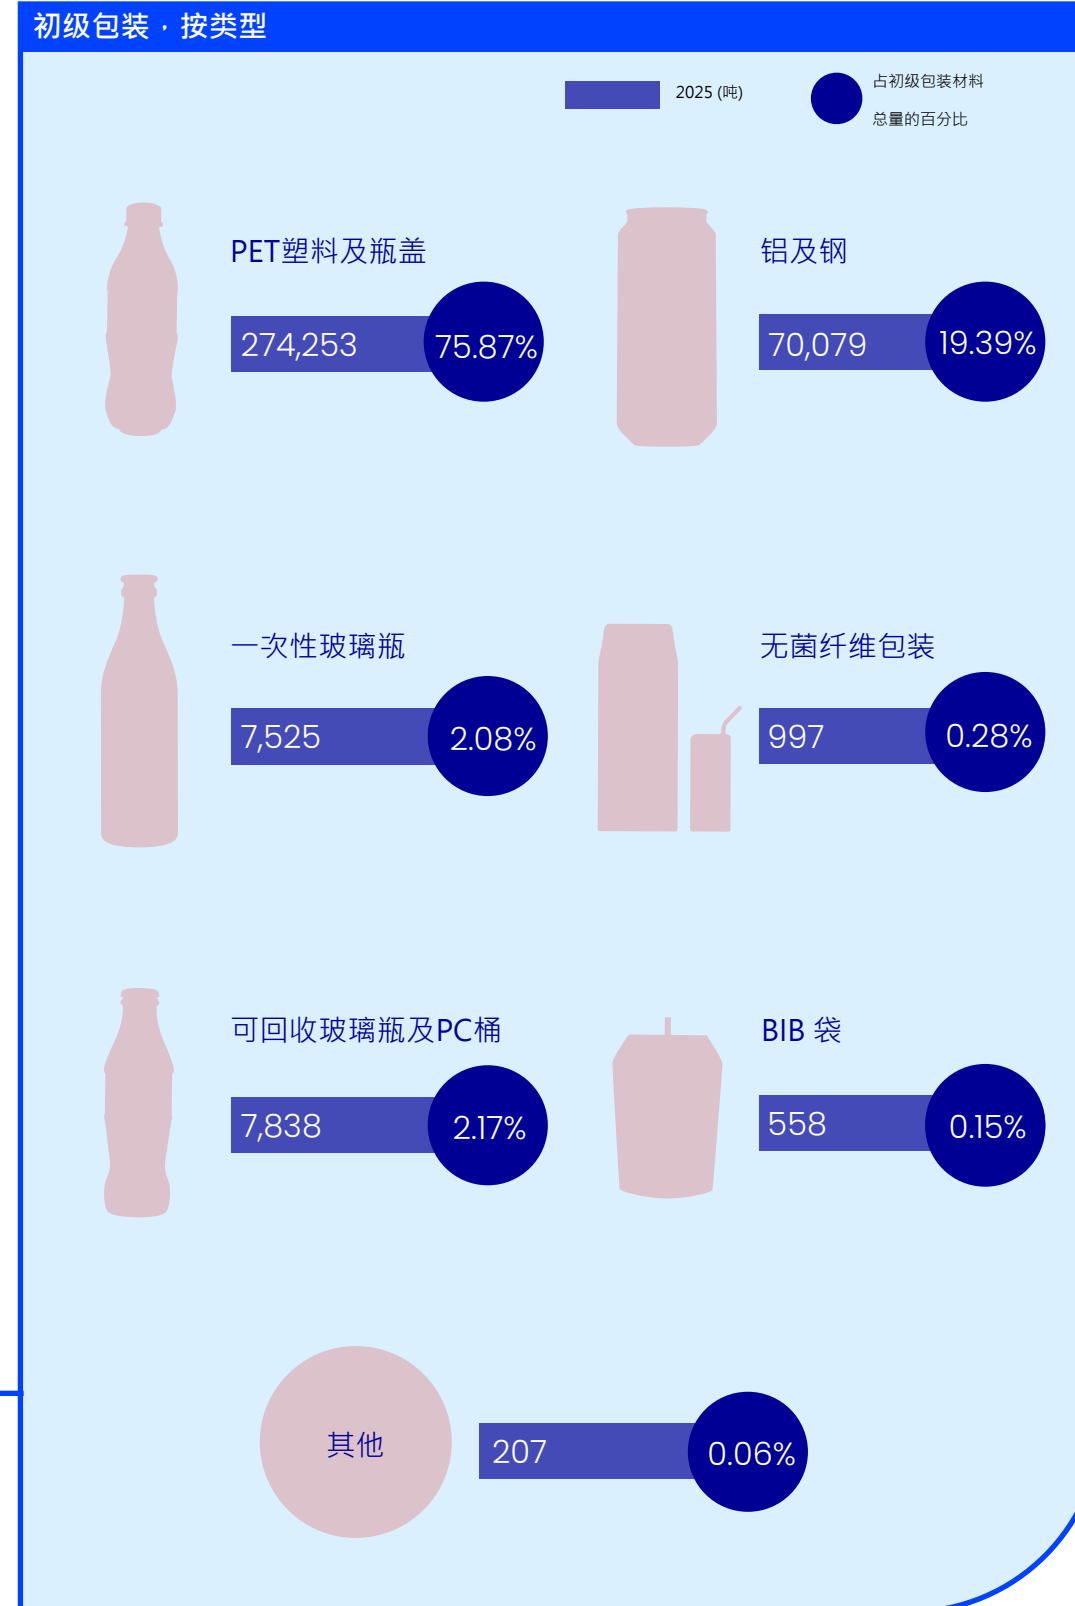 初级包装，按类型
2025 (吨)
占初级包装材料
总量的百分比
PET塑料及瓶盖
274,253
75.87%
铝及钢
70,079
19.39%
一次性玻璃瓶
7,525
2.08%
无菌纤维包装
997
0.28%
可回收玻璃瓶及PC桶
7,838
2.17%
BIB 袋
558
0.15%
其他
207
0.06%